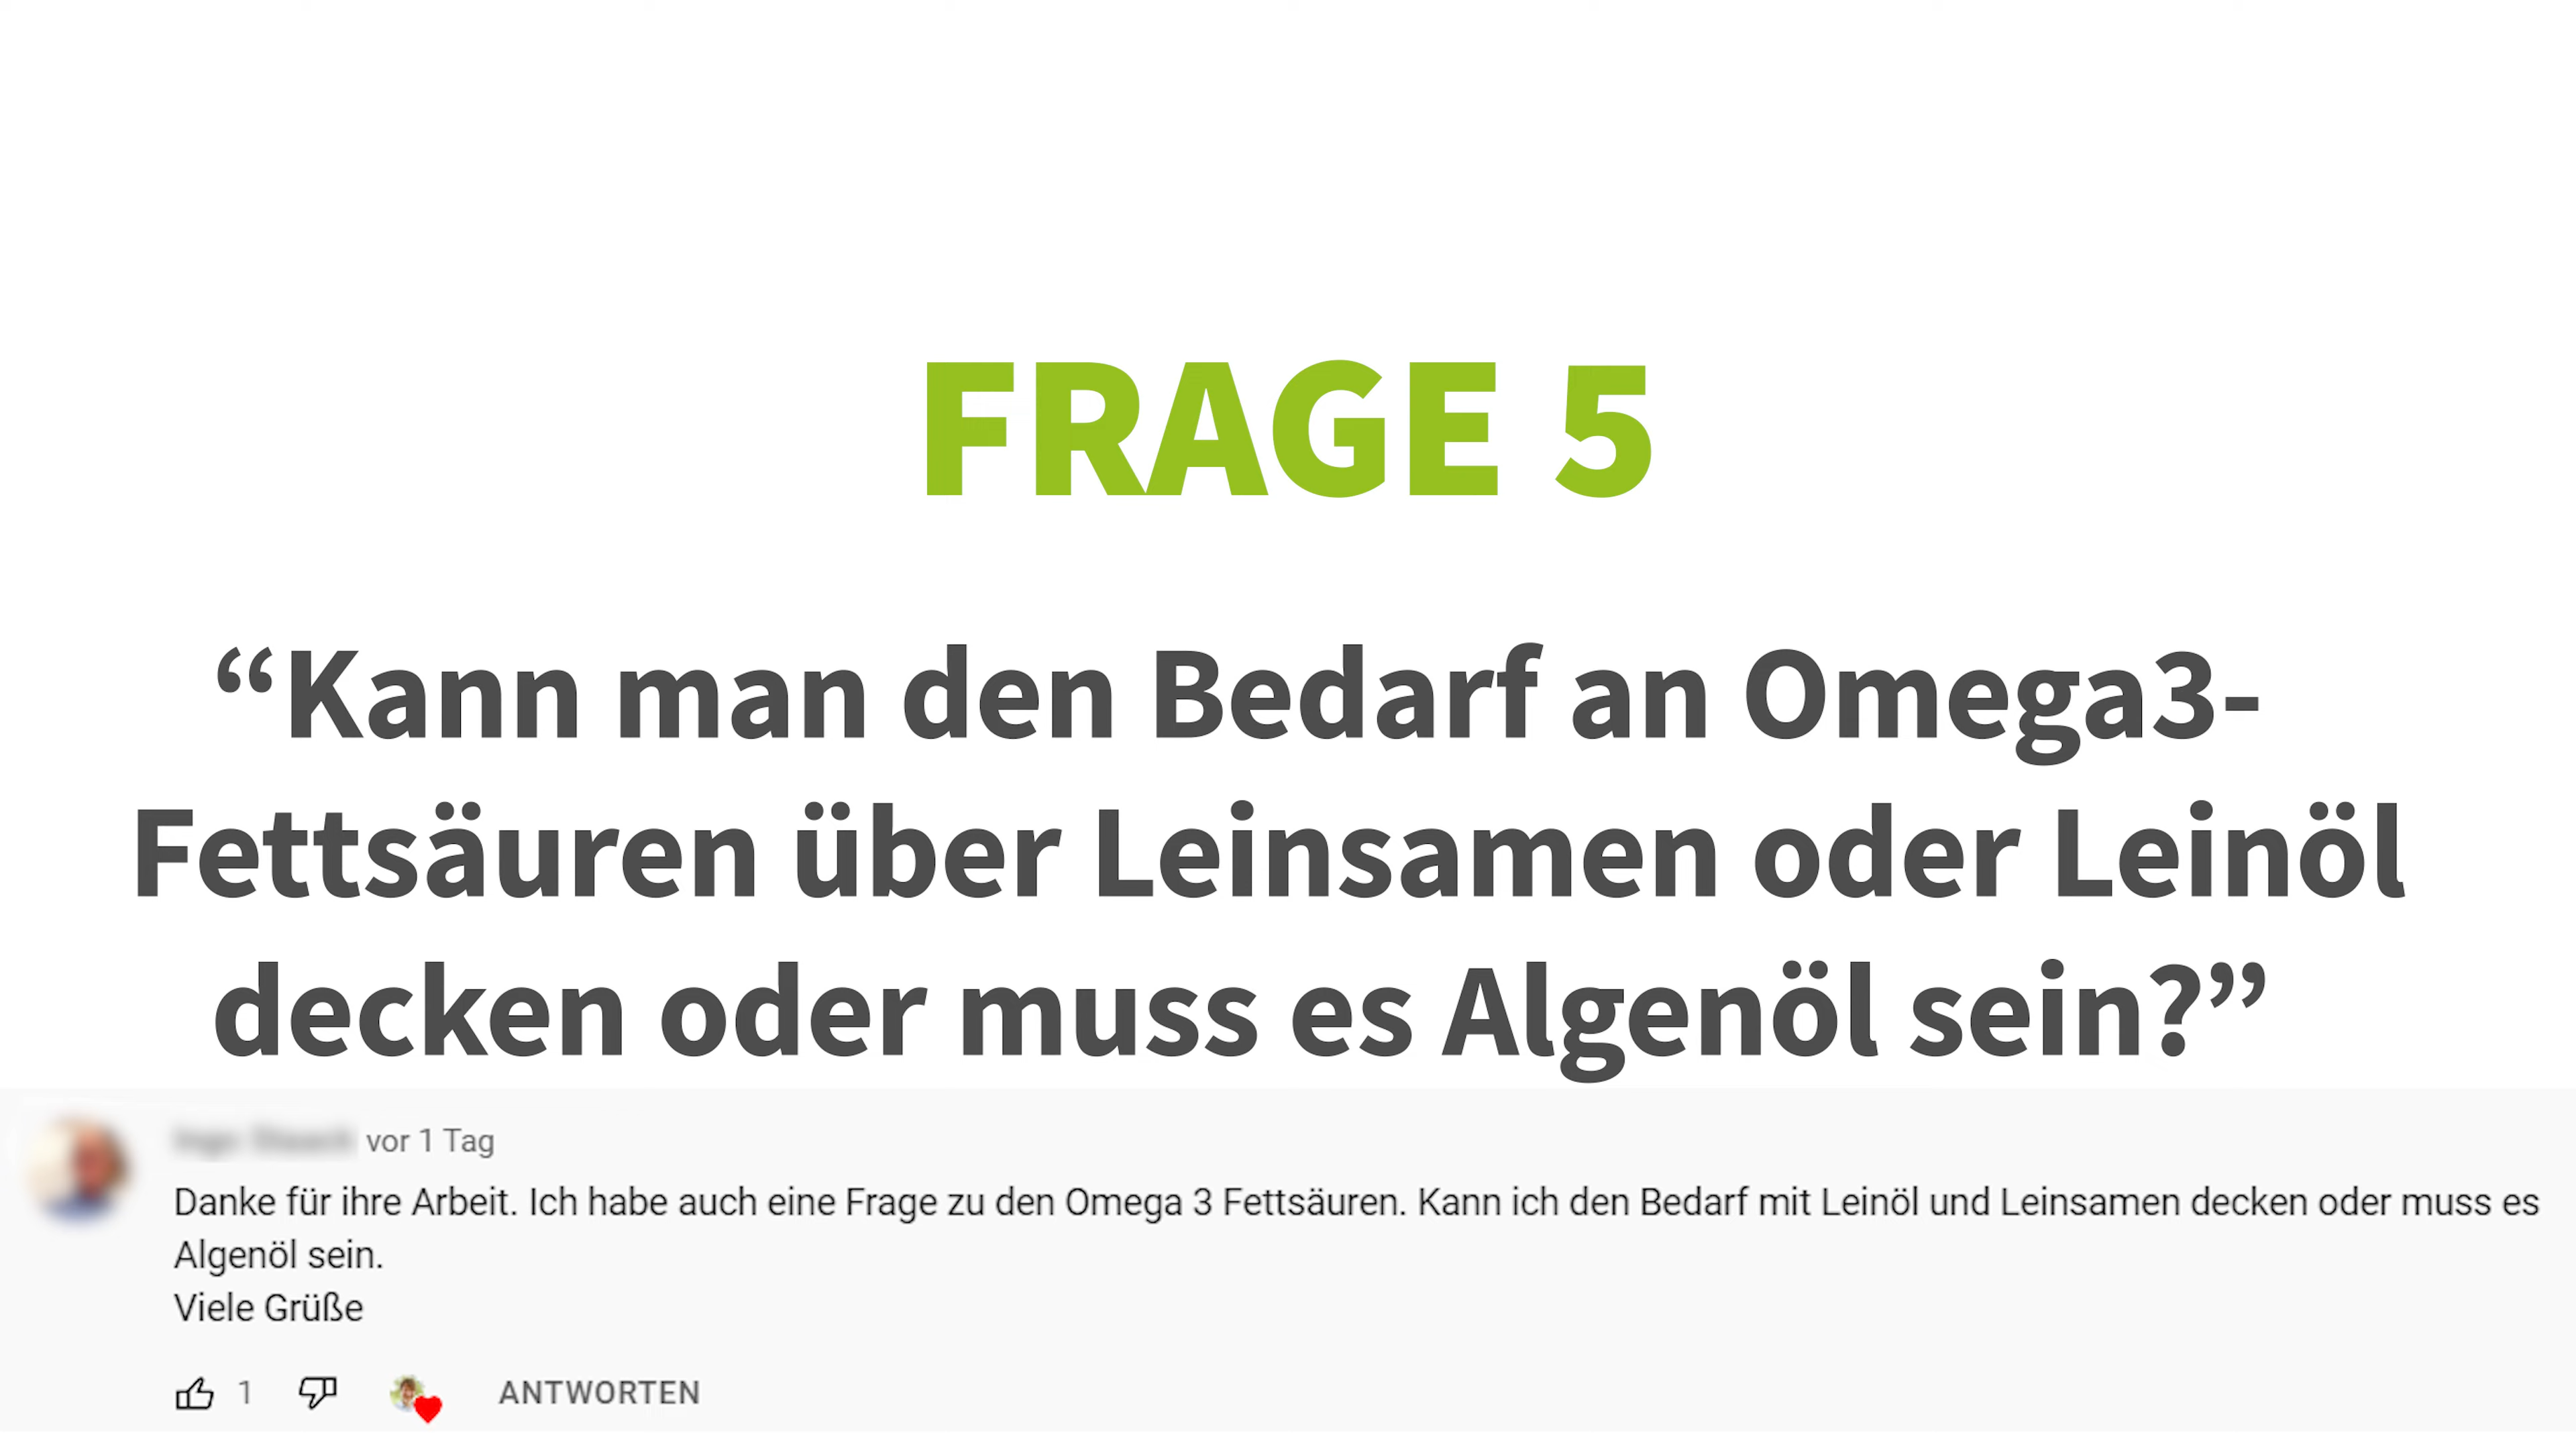 FRAGE 5
“Kann man den Bedarf an Omega3-
Fettsäuren über Leinsamen oder Leinöl
decken oder muss es Algenöl sein?”
vor 1 Tag
Danke für ihre Arbeit. Ich habe auch eine Frage zu den Omega 3 Fettsäuren. Kann ich den Bedarf mit Leinöl und Leinsamen decken oder muss es
Algenöl sein.
Viele Grüße
1 ANTWORTEN